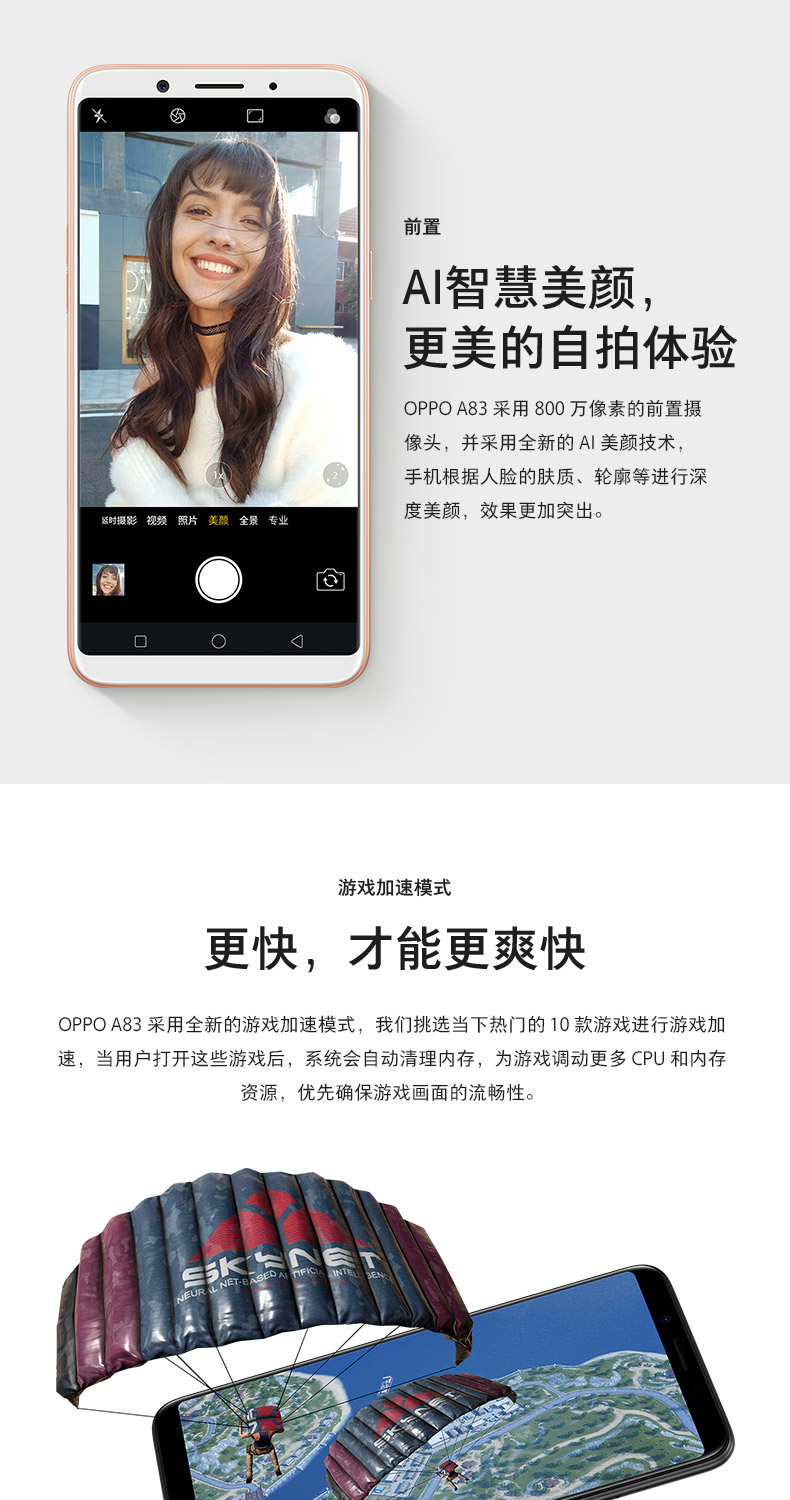 前置
AI智慧美颜，
更美的自拍体验
OPPO A83 采用 800 万像素的前置摄
像头，并采用全新的 AI 美颜技术，
手机根据人脸的肤质、轮廓等进行深
度美颜，效果更加突出。
1x
2
延时摄影 视频 照片 美颜 全景 专业
游戏加速模式
更快，才能更爽快
OPPO A83 采用全新的游戏加速模式，我们挑选当下热门的 10 款游戏进行游戏加
速，当用户打开这些游戏后，系统会自动清理内存，为游戏调动更多 CPU 和内存
资源，优先确保游戏画面的流畅性。
SKYNET
NEURAL NET-BASED ARTIFICIAL INTELLIGENCE
SKYNET